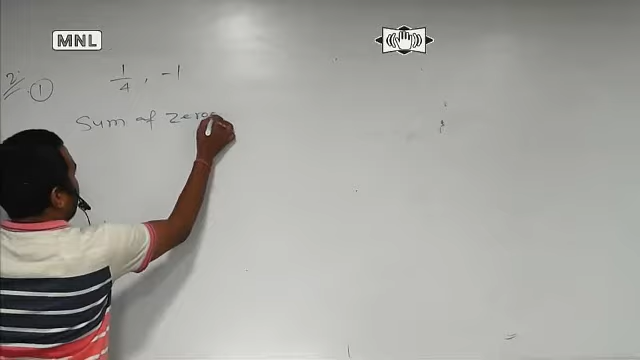 MNL
2. ① 1/4 , -1
Sum of zeros